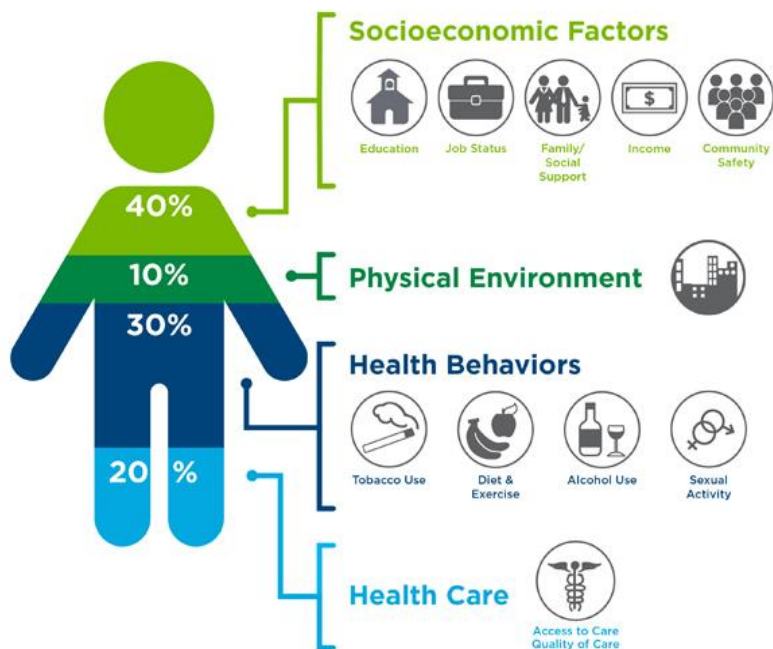 Socioeconomic Factors
Education
Job Status
Family/
Social
Support
Income
Community
Safety
40%
10%
Physical Environment
30%
Health Behaviors
Tobacco Use
Diet &
Exercise
Alcohol Use
Sexual
Activity
20 %
Health Care
Access to Care
Quality of Care
$